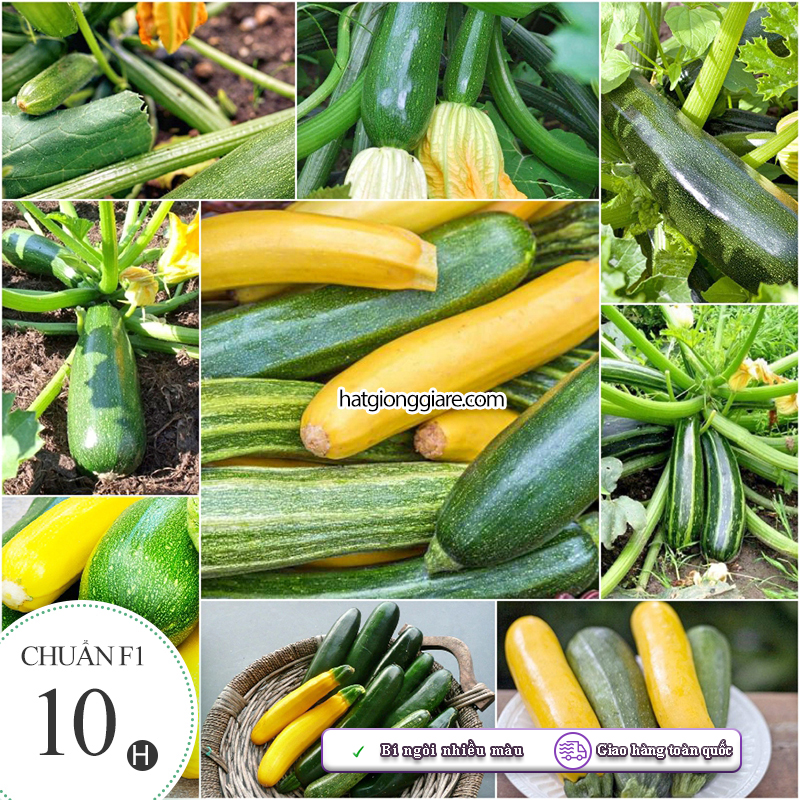 hatgionggiare.com
CHUẨN F1
10 H
✓ Bí ngòi nhiều màu
Giao hàng toàn quốc